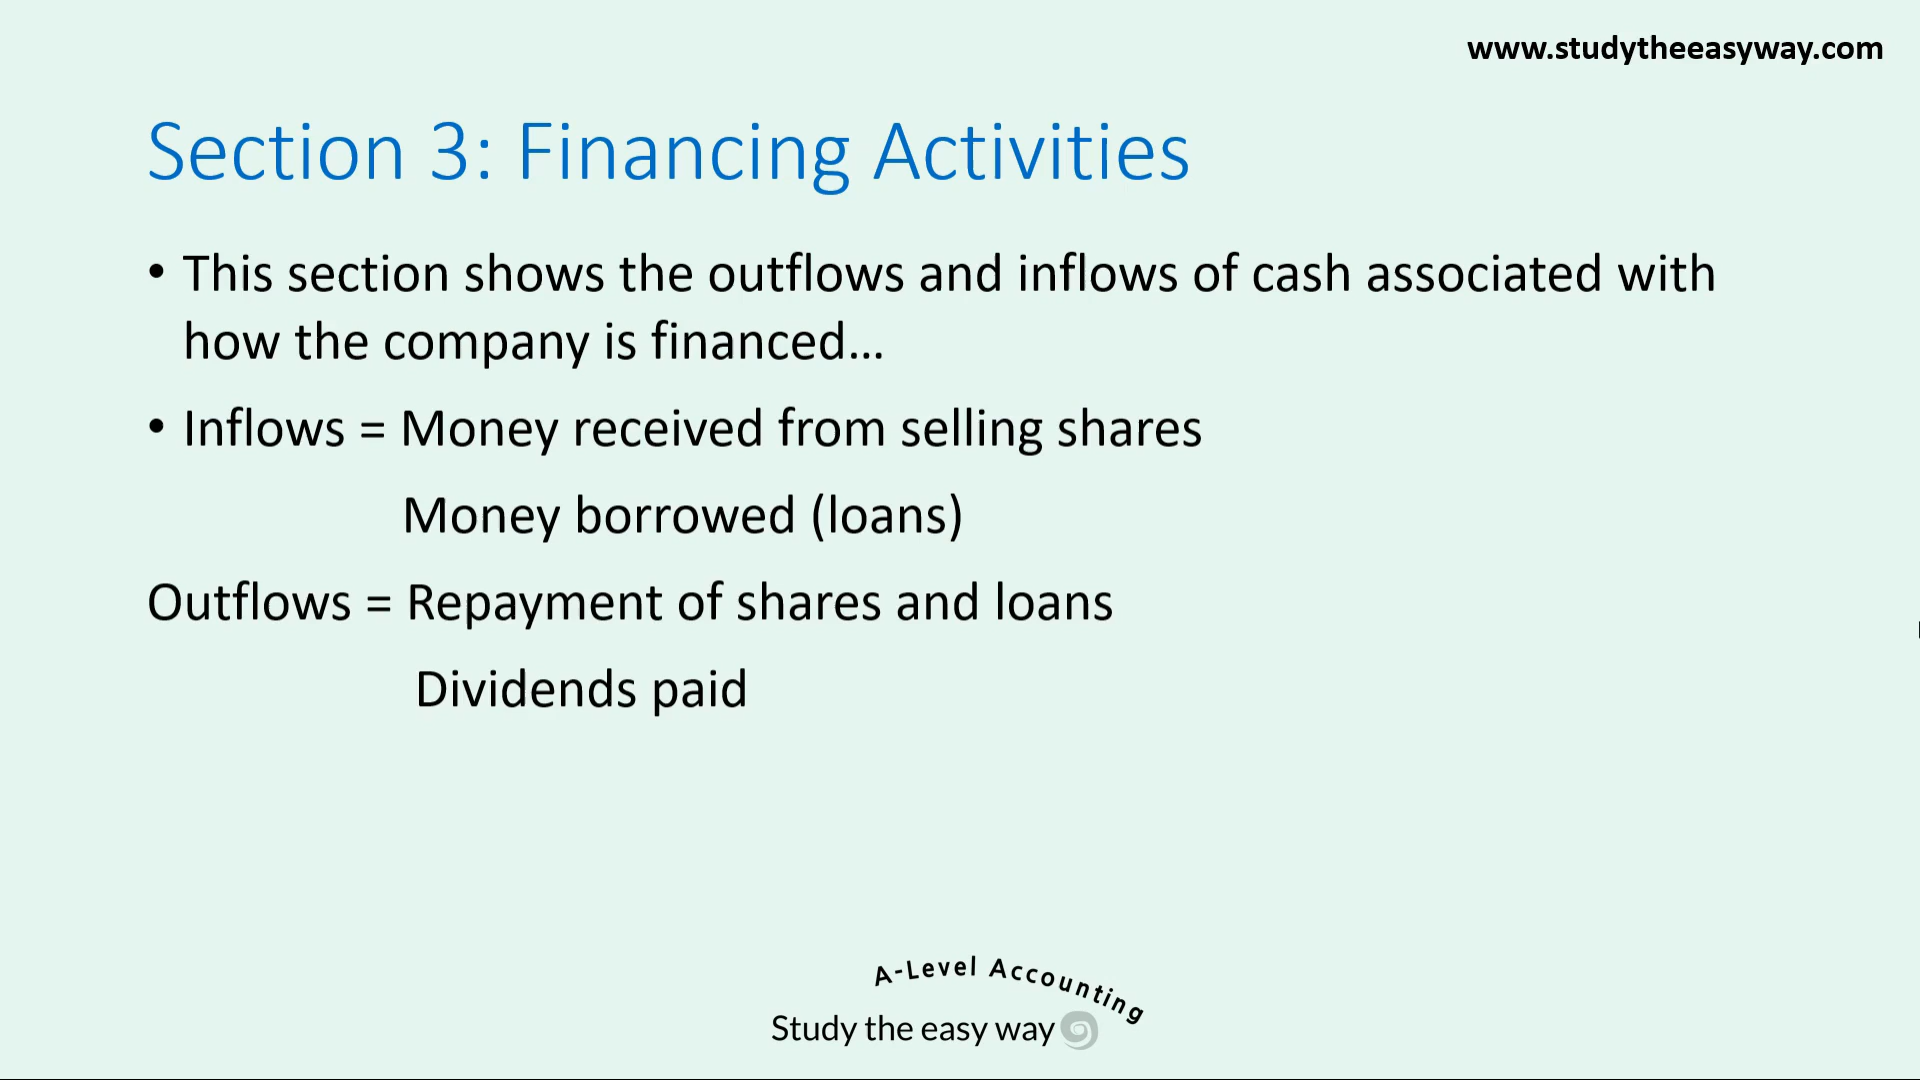 www.studytheeasyway.com
Section 3: Financing Activities
• This section shows the outflows and inflows of cash associated with
how the company is financed…
• Inflows = Money received from selling shares
Money borrowed (loans)
Outflows = Repayment of shares and loans
Dividends paid
A-Level Accounting
Study the easy way